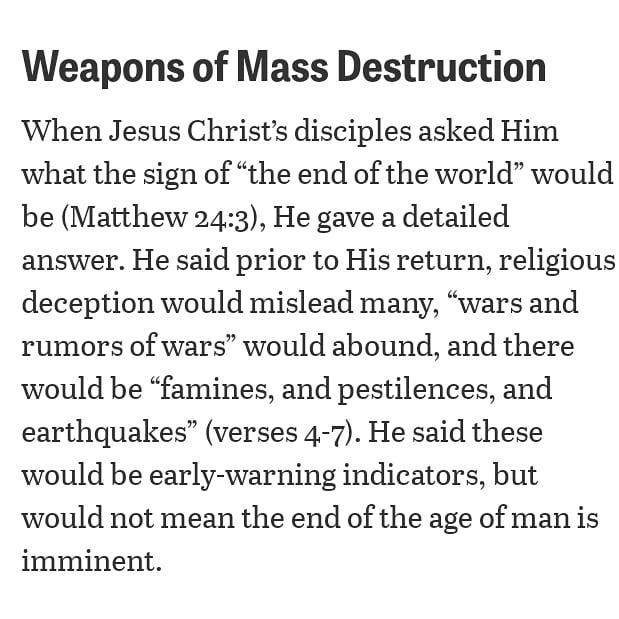 Weapons of Mass Destruction
When Jesus Christ’s disciples asked Him
what the sign of “the end of the world” would
be (Matthew 24:3), He gave a detailed
answer. He said prior to His return, religious
deception would mislead many, “wars and
rumors of wars” would abound, and there
would be “famines, and pestilences, and
earthquakes” (verses 4-7). He said these
would be early-warning indicators, but
would not mean the end of the age of man is
imminent.